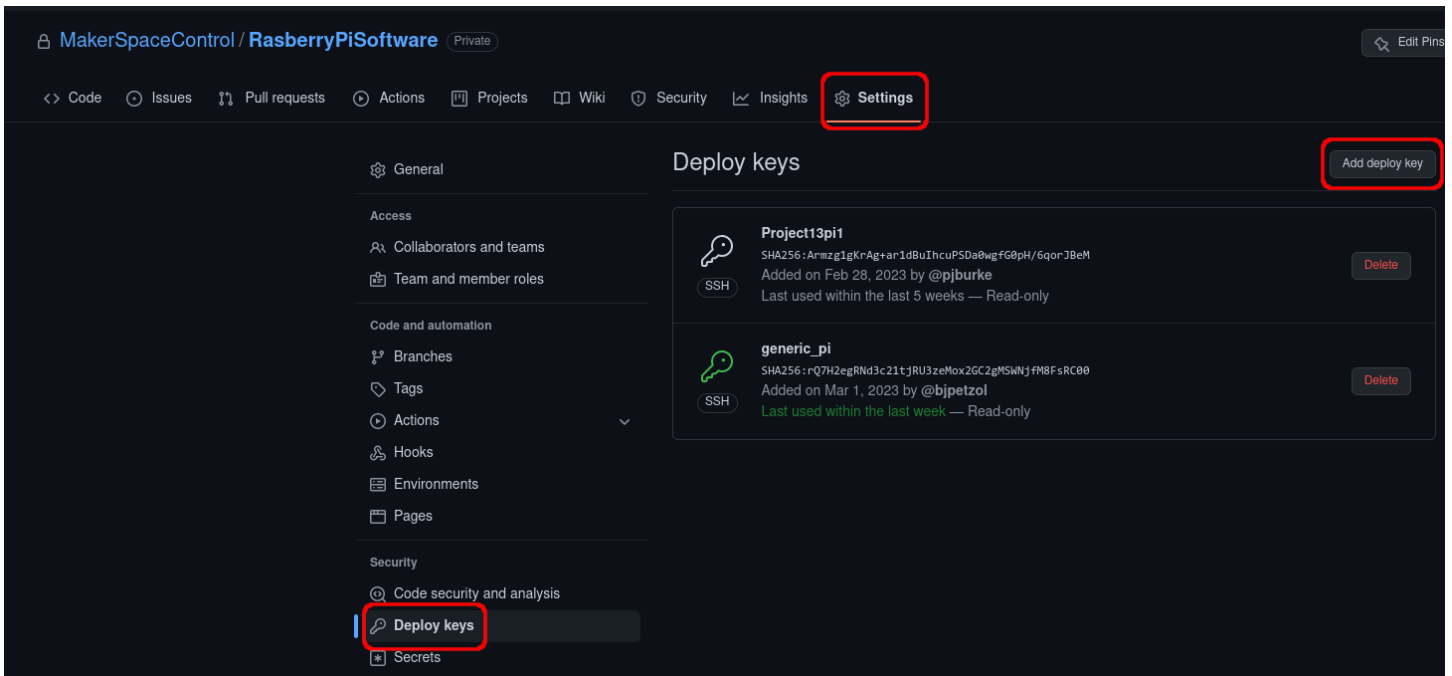 MakerSpaceControl / RasberryPiSoftware Private
Edit Pins
Code Issues Pull requests Actions Projects Wiki Security Insights Settings
General
Access
Collaborators and teams
Team and member roles
Code and automation
Branches
Tags
Actions
Hooks
Environments
Pages
Security
Code security and analysis
Deploy keys
Secrets
Deploy keys
Add deploy key
Project13pi1
SHA256:Armzg1gKrAg+ar1dBuIhcuPSDa0wgfG0pH/6qorJBeM
Added on Feb 28, 2023 by @pjburke
Last used within the last 5 weeks — Read-only
SSH
Delete
generic_pi
SHA256:rQ7H2egRNd3c21tjRU3zeMox2GC2gMSWNjfM8FsRC00
Added on Mar 1, 2023 by @bjpetzol
Last used within the last week — Read-only
SSH
Delete